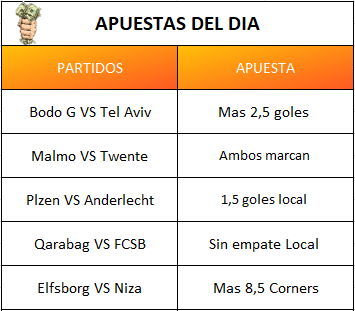 APUESTAS DEL DIA
PARTIDOS APUESTA
Bodo G VS Tel Aviv Mas 2,5 goles
Malmo VS Twente Ambos marcan
Plzen VS Anderlecht 1,5 goles local
Qarabag VS FCSB Sin empate Local
Elfsborg VS Niza Mas 8,5 Corners